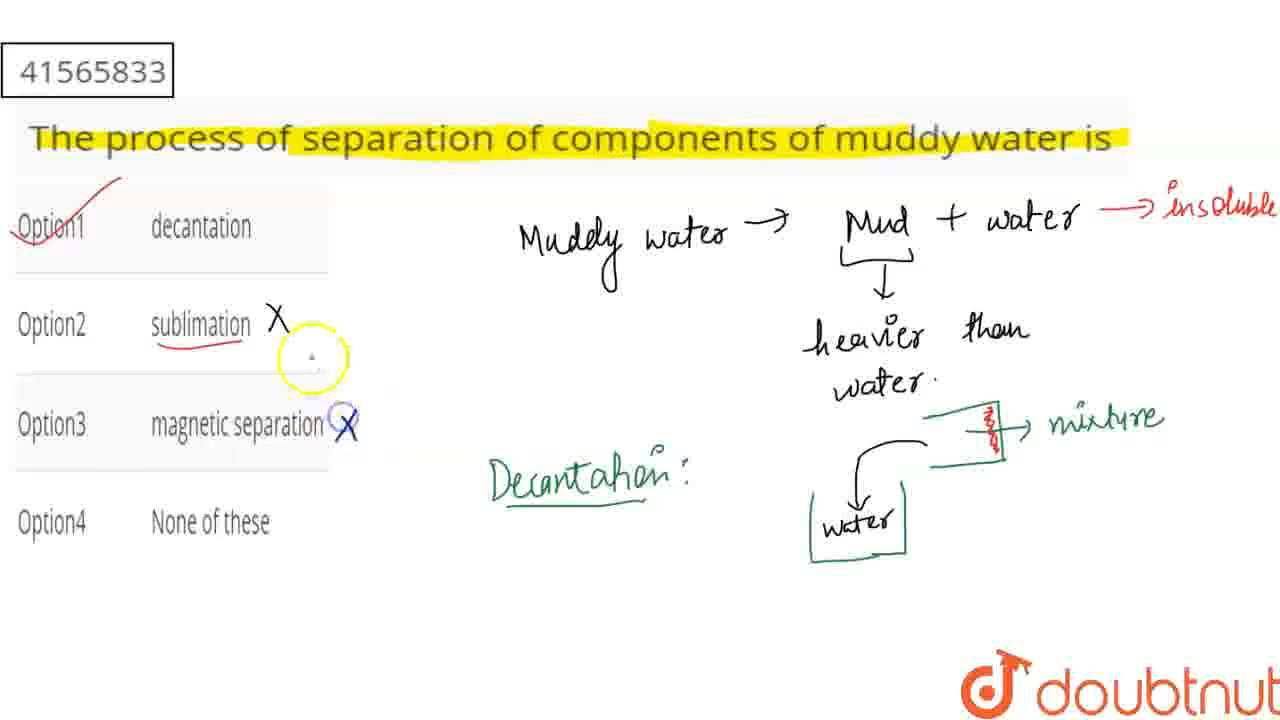 41565833
The process of separation of components of muddy water is
Option1 decantation
Option2 sublimation X
Option3 magnetic separation X
Option4 None of these
Muddy water → Mud + water → insoluble
heavier than
water.
mixture
Decantation:
water
doubtnut